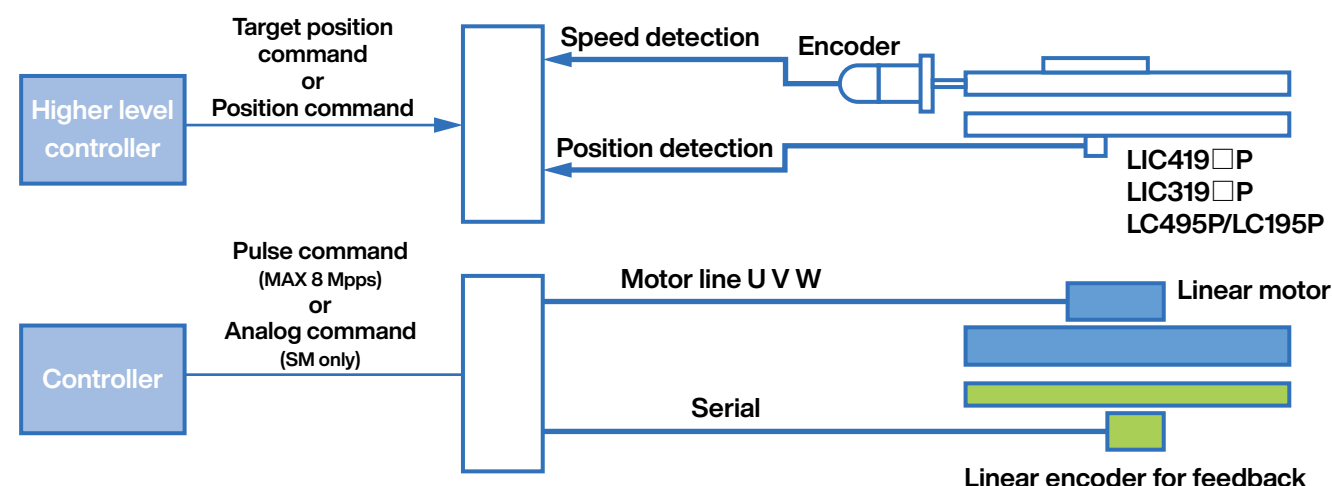 Target position
command
or
Position command
Higher level
controller
Speed detection
Encoder
Position detection
LIC419□P
LIC319□P
LC495P/LC195P
Pulse command
(MAX 8 Mpps)
or
Analog command
(SM only)
Controller
Motor line U V W
Linear motor
Serial
Linear encoder for feedback